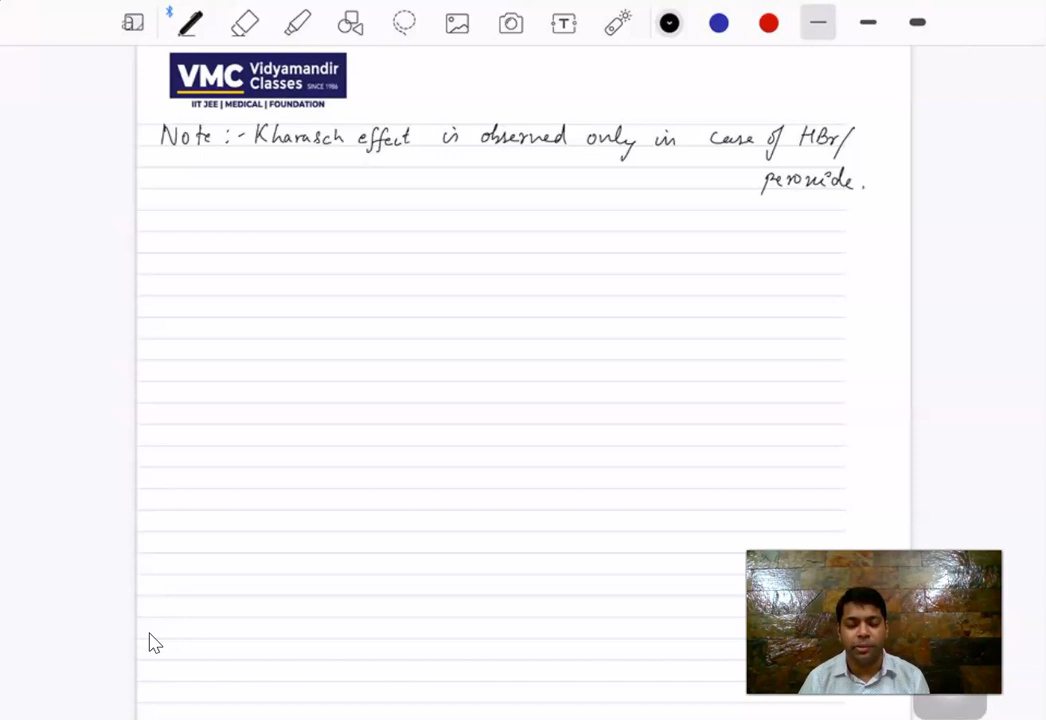 T
VMC Vidyamandir
Classes SINCE 1986
IIT JEE | MEDICAL | FOUNDATION
Note :- Kharasch effect is observed only in case of HBr/
peroxide.